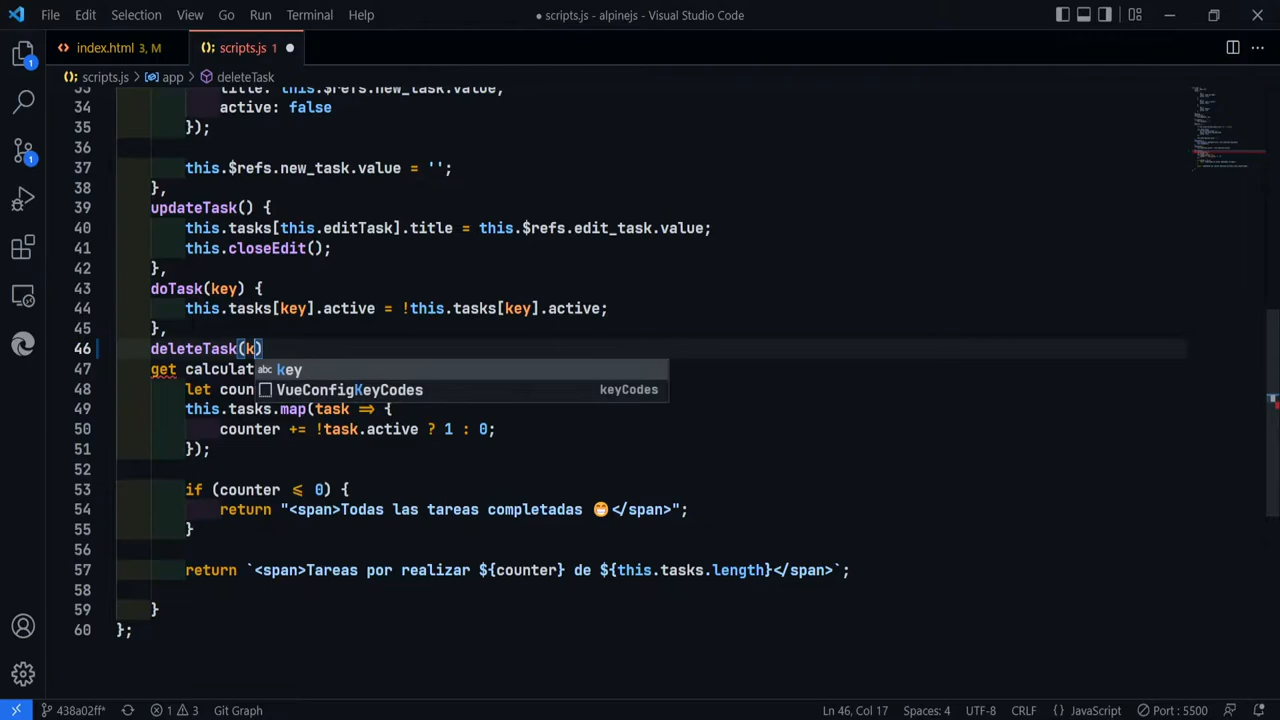 File Edit Selection View Go Run Terminal Help ● scripts.js - alpinejs - Visual Studio Code
index.html 3, M scripts.js 1
scripts.js > app > deleteTask
33 title: this.$refs.new_task.value,
34 active: false
35 });
36
37 this.$refs.new_task.value = '';
38 },
39 updateTask() {
40 this.tasks[this.editTask].title = this.$refs.edit_task.value;
41 this.closeEdit();
42 },
43 doTask(key) {
44 this.tasks[key].active = !this.tasks[key].active;
45 },
46 deleteTask(k)
47 get calculat
abc key
48 let coun
VueConfigKeyCodes keyCodes
49 this.tasks.map(task => {
50 counter += !task.active ? 1 : 0;
51 });
52
53 if (counter <= 0) {
54 return "<span>Todas las tareas completadas 😁</span>";
55 }
56
57 return `<span>Tareas por realizar ${counter} de ${this.tasks.length}</span>`;
58
59 }
60 };
1
1
438a02ff* 1 3 Git Graph Ln 46, Col 17 Spaces: 4 UTF-8 CRLF {} JavaScript Port : 5500